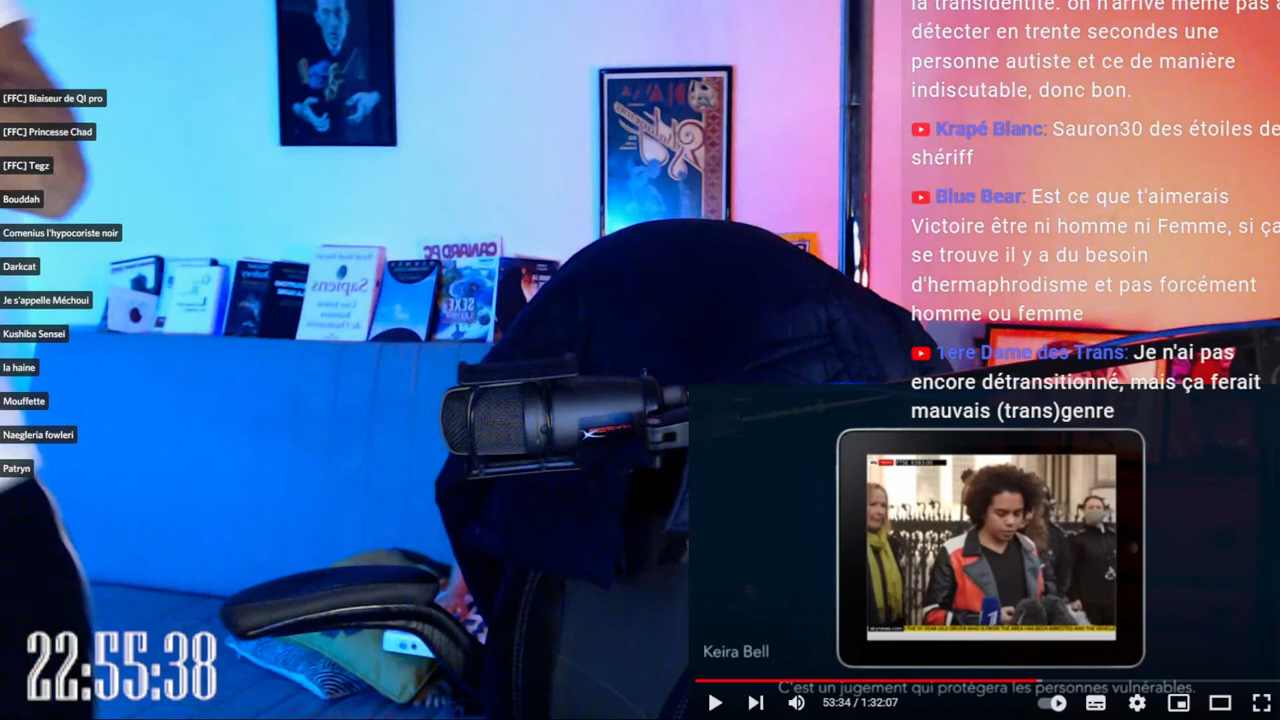 la transidentité. on n'arrive même pas à
détecter en trente secondes une
personne autiste et ce de manière
indiscutable, donc bon.
Krapé Blanc: Sauron30 des étoiles de
shériff
Blue Bear: Est ce que t'aimerais
Victoire être ni homme ni Femme, si ça
se trouve il y a du besoin
d'hermaphrodisme et pas forcément
homme ou femme
1ere Dame des Trans: Je n'ai pas
encore détransitionné, mais ça ferait
mauvais (trans)genre
[FFC] Biaiseur de QI pro
[FFC] Princesse Chad
[FFC] Tegz
Bouddah
Comenius l'hypocoriste noir
Darkcat
Je s'appelle Méchoui
Kushiba Sensei
la haine
Mouffette
Naegleria fowleri
Patryn
CANARD PC
Sapiens
SEXE
22:55:38
Keira Bell
C'est un jugement qui protégera les personnes vulnérables.
53:34 / 1:32:07